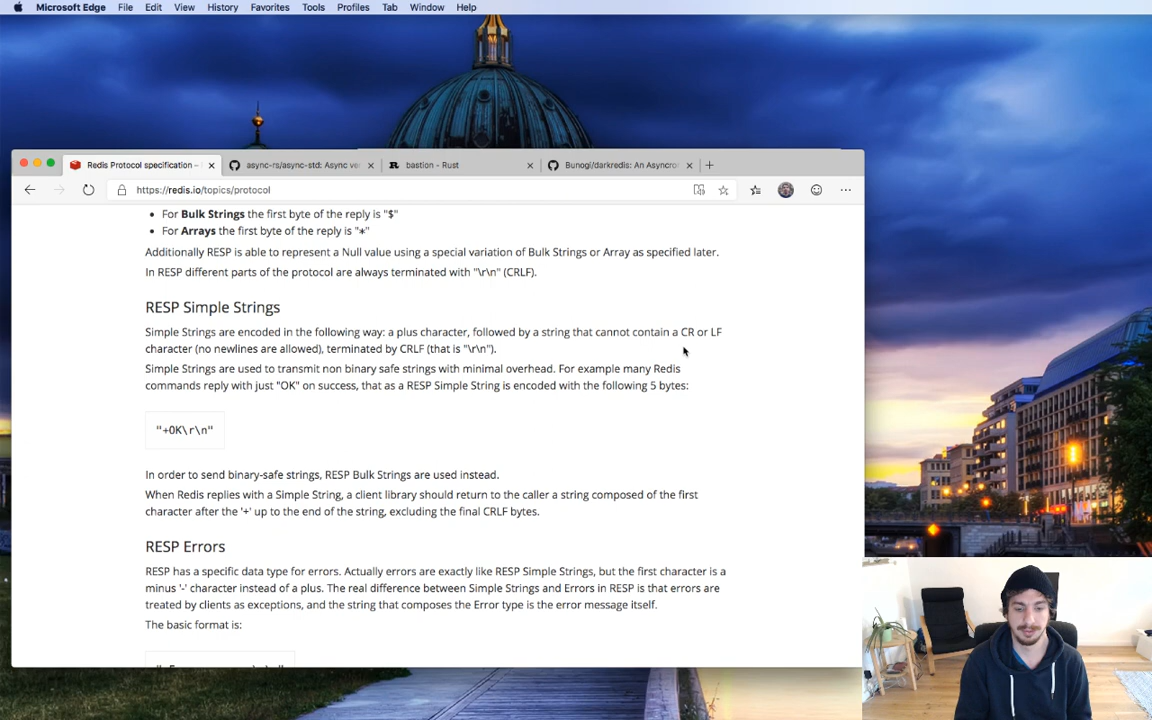 Microsoft Edge File Edit View History Favorites Tools Profiles Tab Window Help
Redis Protocol specification – async-rs/async-std: Async ve bastion - Rust Bunogi/darkredis: An Asyncro
https://redis.io/topics/protocol
• For Bulk Strings the first byte of the reply is "$"
• For Arrays the first byte of the reply is "*"
Additionally RESP is able to represent a Null value using a special variation of Bulk Strings or Array as specified later.
In RESP different parts of the protocol are always terminated with "\r\n" (CRLF).
RESP Simple Strings
Simple Strings are encoded in the following way: a plus character, followed by a string that cannot contain a CR or LF
character (no newlines are allowed), terminated by CRLF (that is "\r\n").
Simple Strings are used to transmit non binary safe strings with minimal overhead. For example many Redis
commands reply with just "OK" on success, that as a RESP Simple String is encoded with the following 5 bytes:
"+OK\r\n"
In order to send binary-safe strings, RESP Bulk Strings are used instead.
When Redis replies with a Simple String, a client library should return to the caller a string composed of the first
character after the '+' up to the end of the string, excluding the final CRLF bytes.
RESP Errors
RESP has a specific data type for errors. Actually errors are exactly like RESP Simple Strings, but the first character is a
minus '-' character instead of a plus. The real difference between Simple Strings and Errors in RESP is that errors are
treated by clients as exceptions, and the string that composes the Error type is the error message itself.
The basic format is: